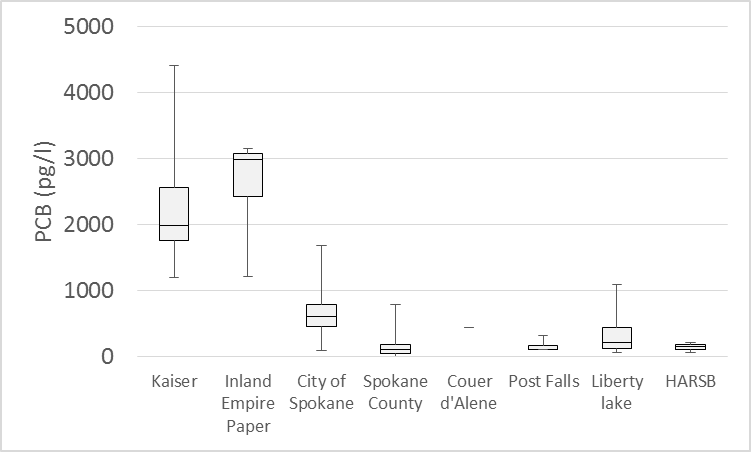 5000
4000
3000
2000
1000
0
PCB (pg/l)
Kaiser
Inland
Empire
Paper
City of
Spokane
Spokane
County
Couer
d'Alene
Post Falls
Liberty
lake
HARSB